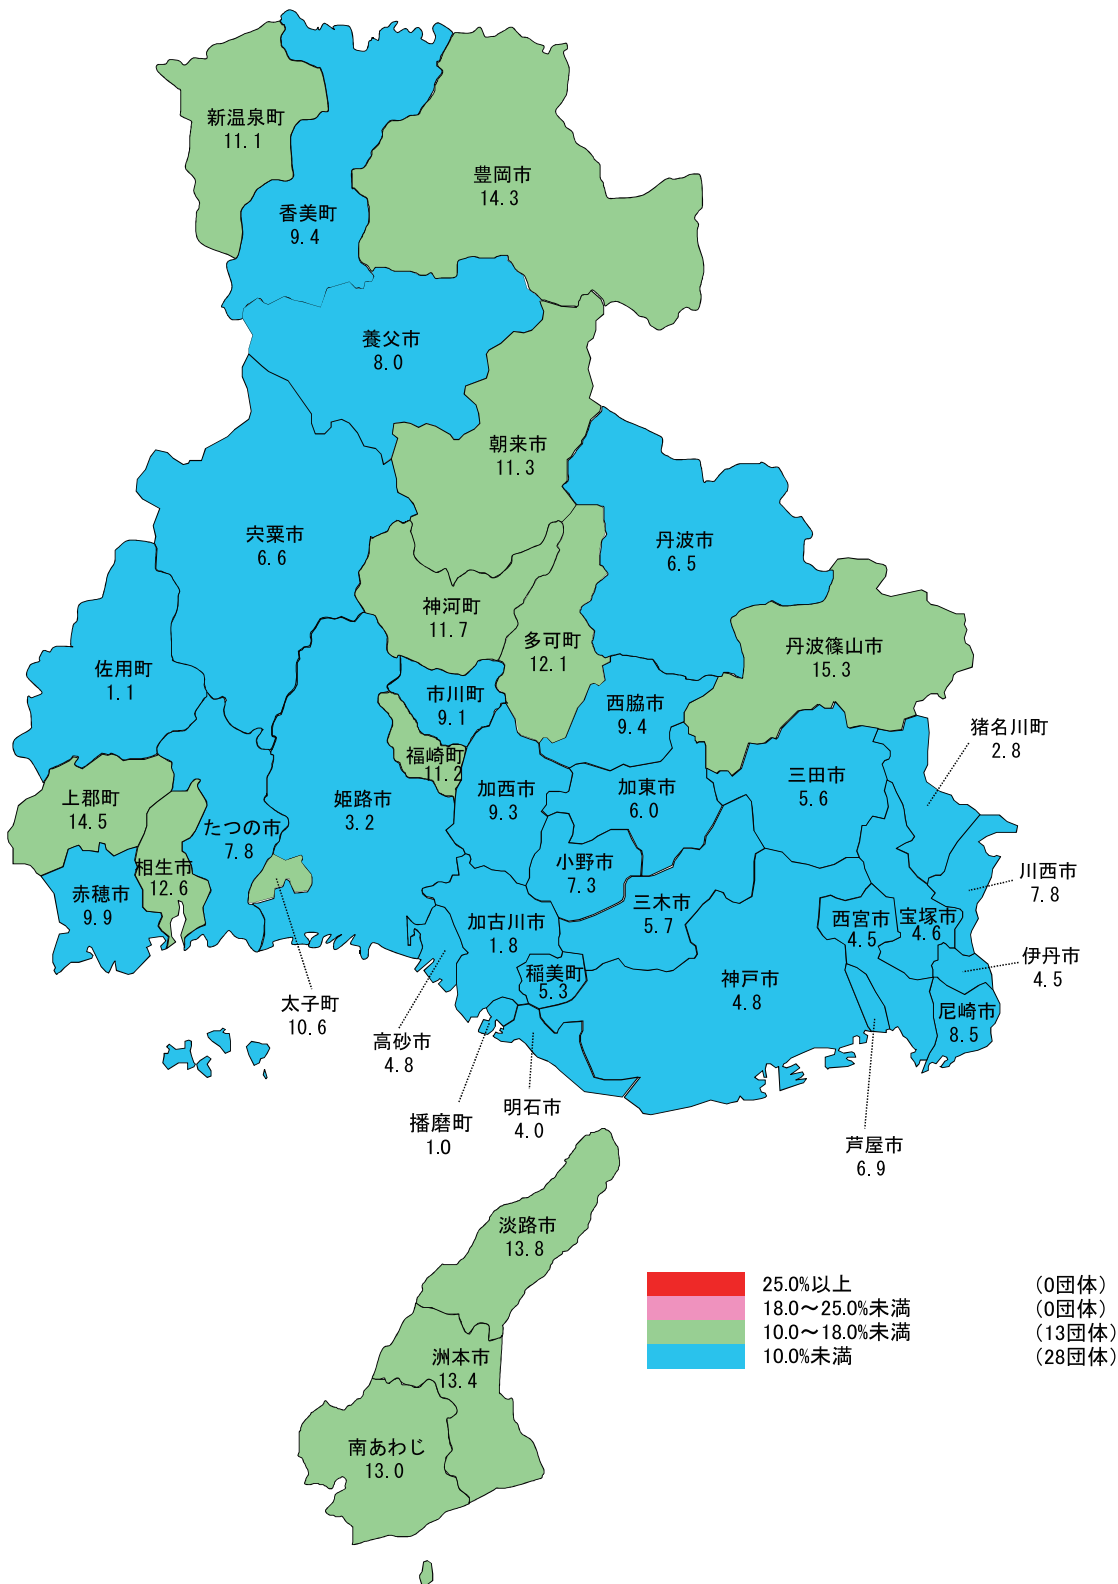 新温泉町
11.1
香美町
9.4
豊岡市
14.3
養父市
8.0
朝来市
11.3
宍粟市
6.6
丹波市
6.5
神河町
11.7
多可町
12.1
丹波篠山市
15.3
佐用町
1.1
市川町
9.1
西脇市
9.4
猪名川町
2.8
福崎町
11.2
上郡町
14.5
姫路市
3.2
加西市
9.3
加東市
6.0
三田市
5.6
たつの市
7.8
相生市
12.6
赤穂市
9.9
小野市
7.3
川西市
7.8
三木市
5.7
加古川市
1.8
西宮市
4.5
宝塚市
4.6
伊丹市
4.5
稲美町
5.3
神戸市
4.8
尼崎市
8.5
太子町
10.6
高砂市
4.8
播磨町
1.0
明石市
4.0
芦屋市
6.9
淡路市
13.8
洲本市
13.4
南あわじ
13.0
25.0%以上 (0団体)
18.0～25.0%未満 (0団体)
10.0～18.0%未満 (13団体)
10.0%未満 (28団体)